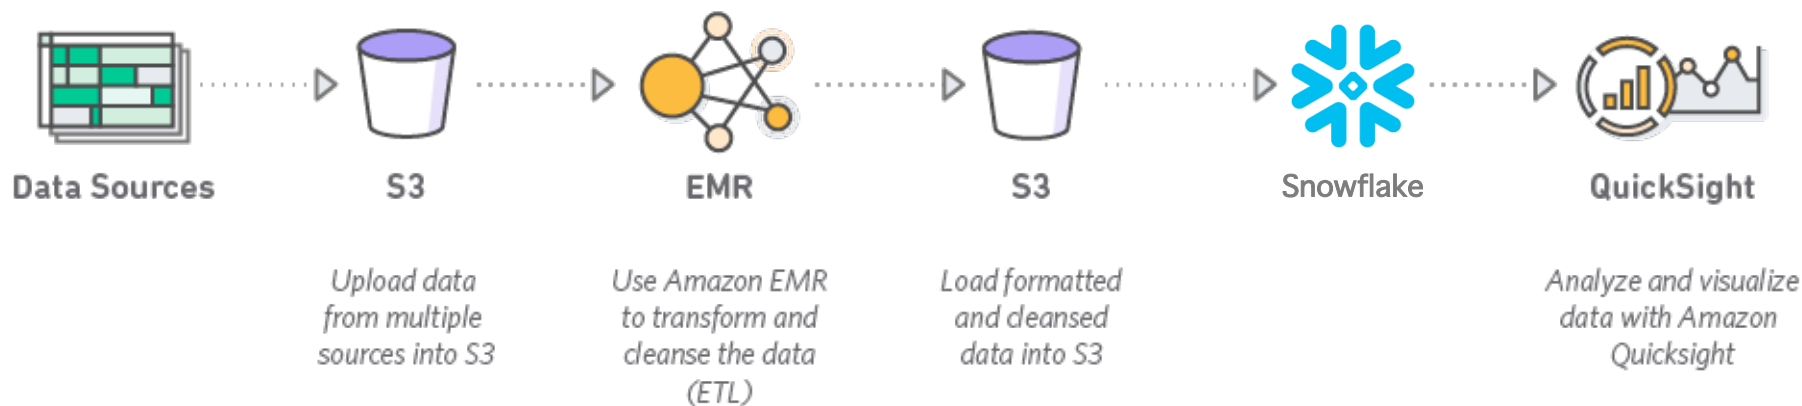 Data Sources
S3
EMR
S3
Snowflake
QuickSight
Upload data
from multiple
sources into S3
Use Amazon EMR
to transform and
cleanse the data
(ETL)
Load formatted
and cleansed
data into S3
Analyze and visualize
data with Amazon
Quicksight